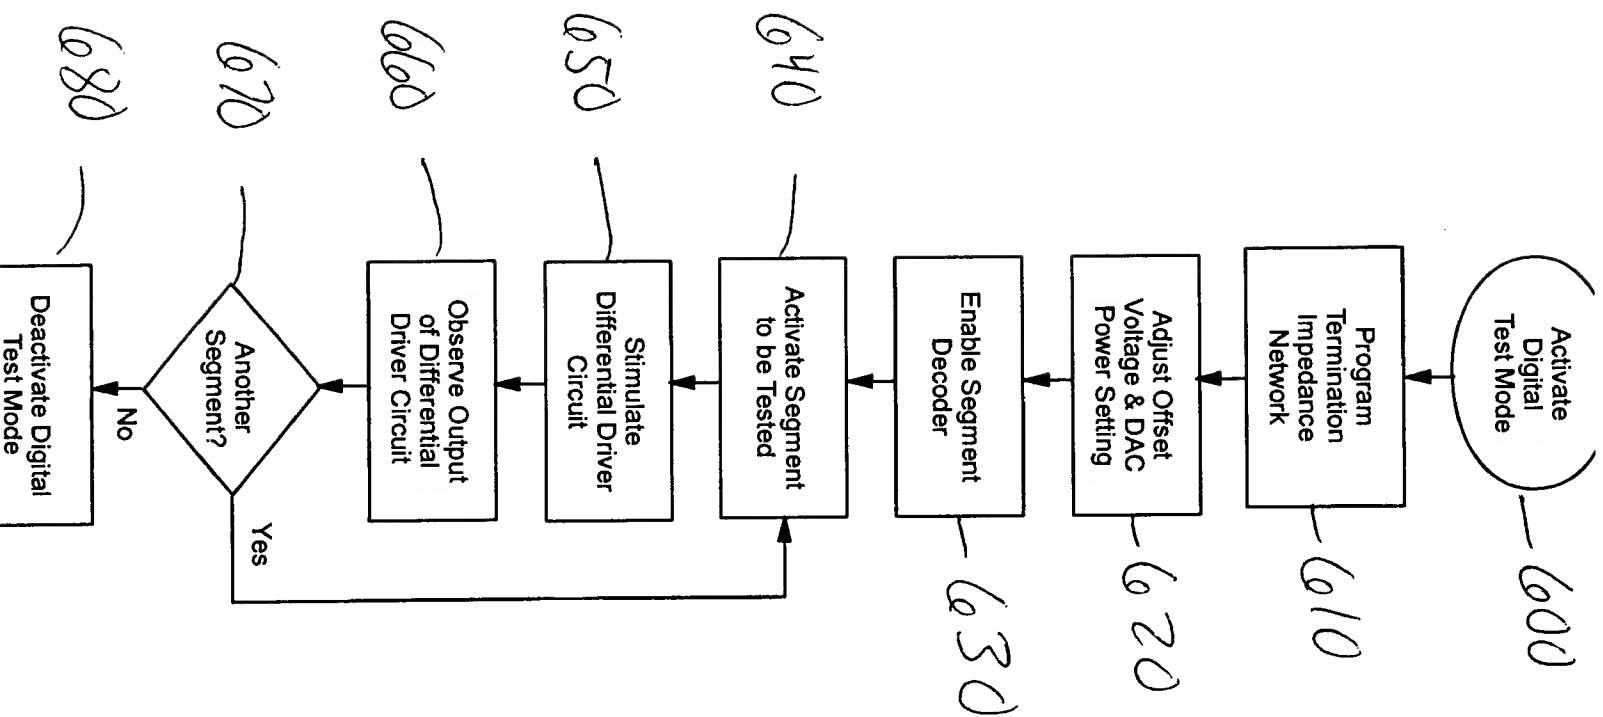 Activate
Digital
Test Mode
600
Program
Termination
Impedance
Network
610
Adjust Offset
Voltage & DAC
Power Setting
620
Enable Segment
Decoder
630
640
Activate Segment
to be Tested
650
Stimulate
Differential Driver
Circuit
660
Observe Output
of Differential
Driver Circuit
670
Another
Segment?
Yes
No
680
Deactivate Digital
Test Mode